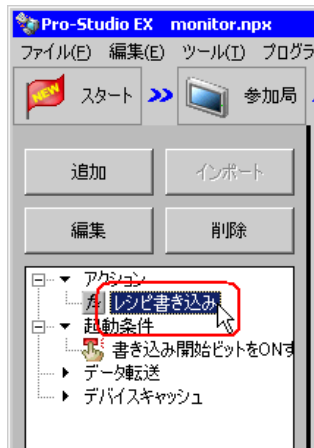 Pro-Studio EX monitor.npx
ファイル(F) 編集(E) ツール(T) プログラ
NEW スタート 参加局
追加 インポート
編集 削除
アクション
fx レシピ書き込み
起動条件
書き込み開始ビットをONす
データ転送
デバイスキャッシュ